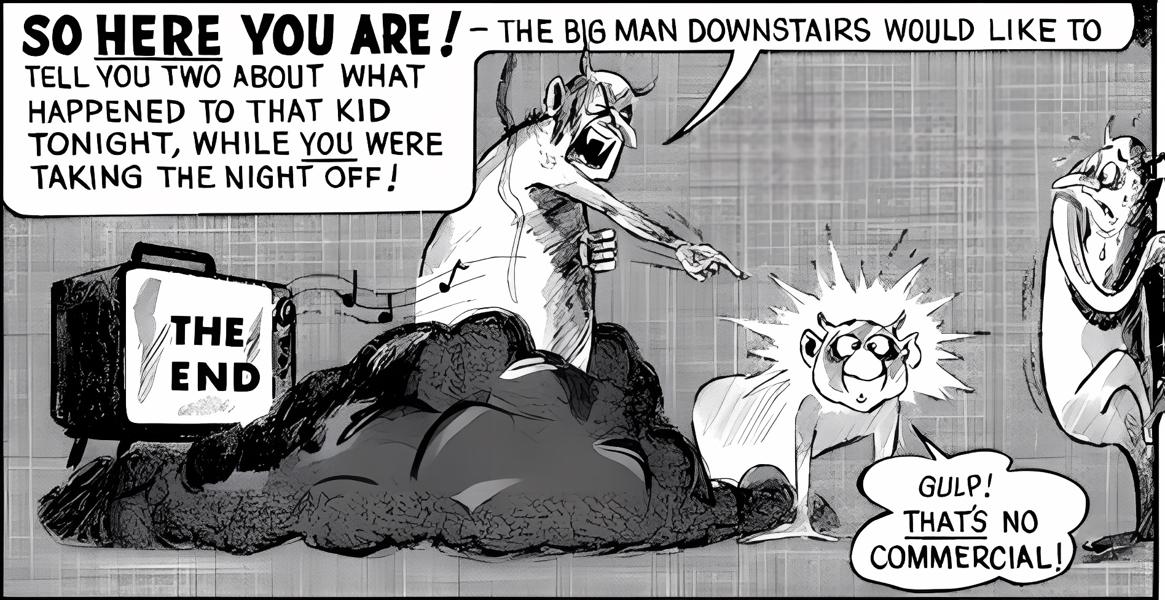 SO HERE YOU ARE! – THE BIG MAN DOWNSTAIRS WOULD LIKE TO
TELL YOU TWO ABOUT WHAT
HAPPENED TO THAT KID
TONIGHT, WHILE YOU WERE
TAKING THE NIGHT OFF!
THE
END
GULP!
THAT'S NO
COMMERCIAL!